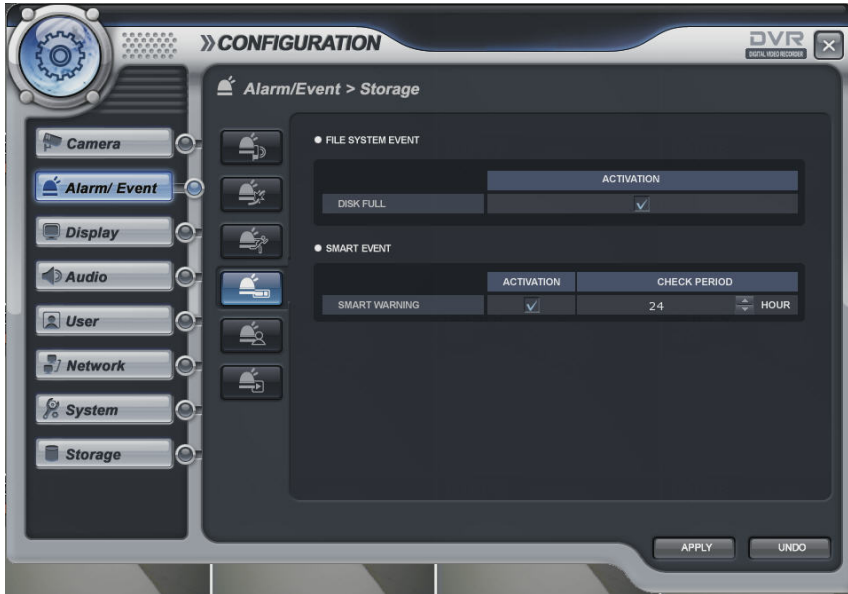 CONFIGURATION
DVR
DIGITAL VIDEO RECORDER
Alarm/Event > Storage
Camera
Alarm/ Event
Display
Audio
User
Network
System
Storage
FILE SYSTEM EVENT
ACTIVATION
DISK FULL
SMART EVENT
ACTIVATION CHECK PERIOD
SMART WARNING 24 HOUR
APPLY UNDO